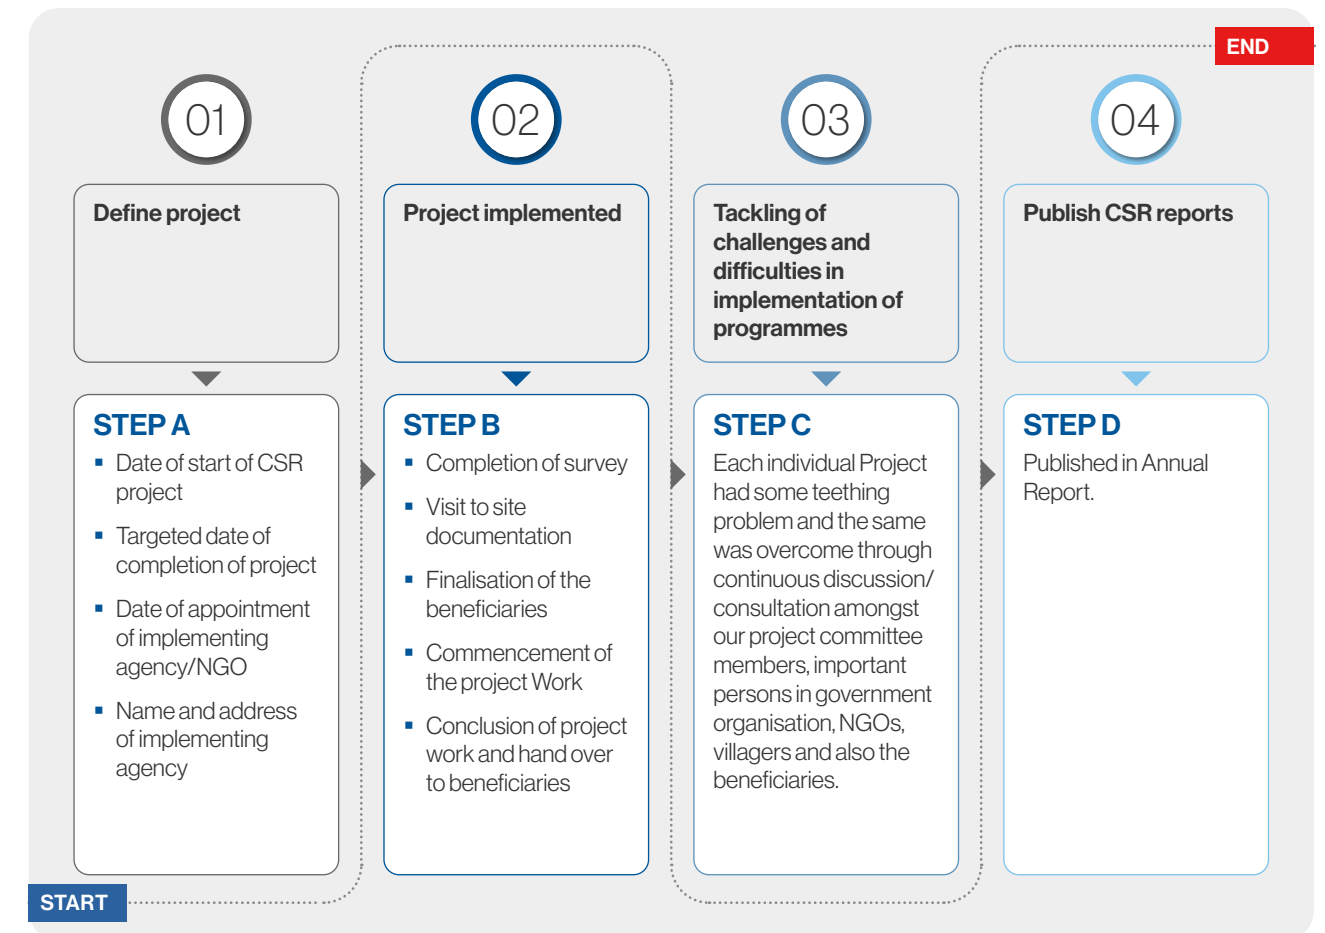 01
Define project
STEP A
▪ Date of start of CSR
project
▪ Targeted date of
completion of project
▪ Date of appointment
of implementing
agency/NGO
▪ Name and address
of implementing
agency
START
02
Project implemented
STEP B
▪ Completion of survey
▪ Visit to site
documentation
▪ Finalisation of the
beneficiaries
▪ Commencement of
the project Work
▪ Conclusion of project
work and hand over
to beneficiaries
03
Tackling of
challenges and
difficulties in
implementation of
programmes
STEP C
Each individual Project
had some teething
problem and the same
was overcome through
continuous discussion/
consultation amongst
our project committee
members, important
persons in government
organisation, NGOs,
villagers and also the
beneficiaries.
04
Publish CSR reports
STEP D
Published in Annual
Report.
END